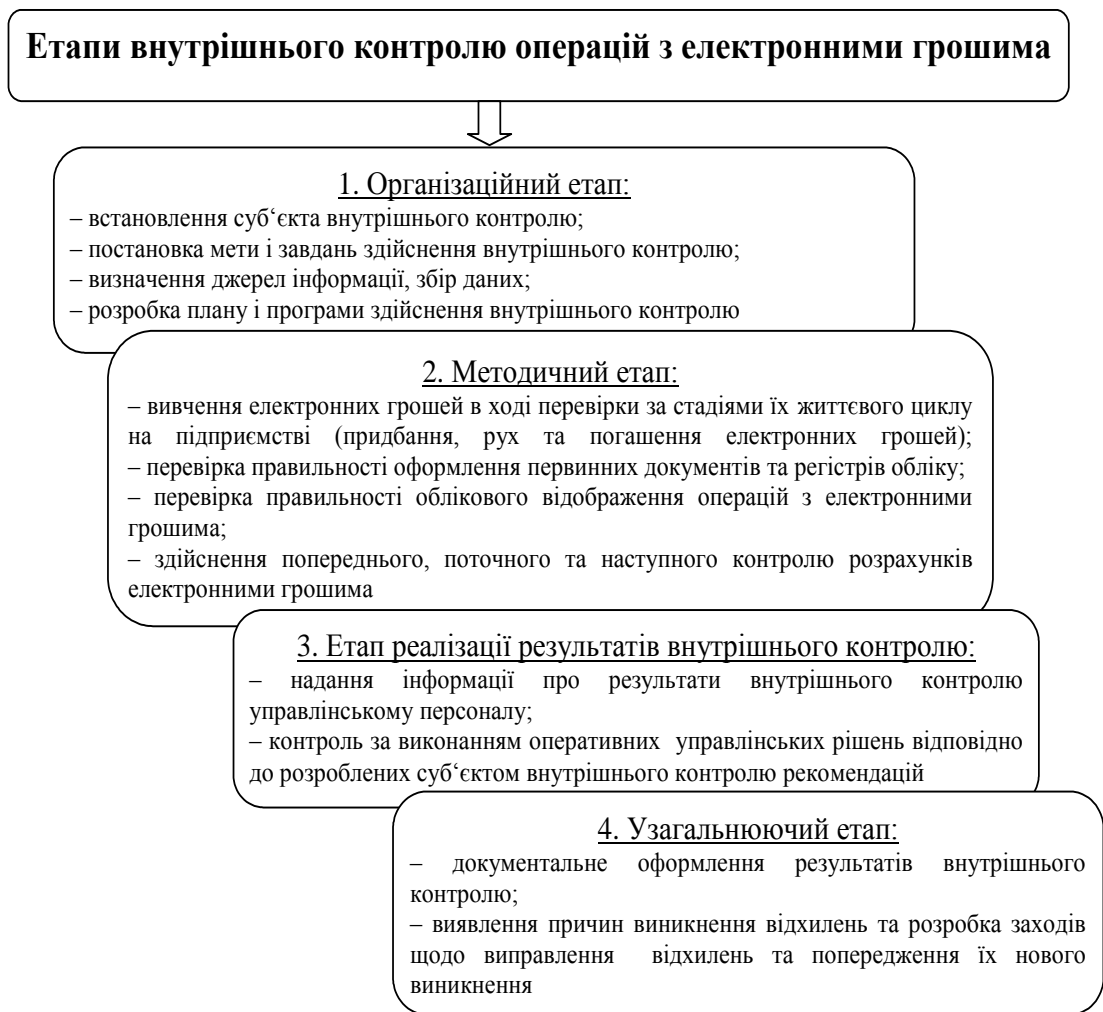 Етапи внутрішнього контролю операцій з електронними грошима
1. Організаційний етап:
– встановлення суб‘єкта внутрішнього контролю;
– постановка мети і завдань здійснення внутрішнього контролю;
– визначення джерел інформації, збір даних;
– розробка плану і програми здійснення внутрішнього контролю
2. Методичний етап:
– вивчення електронних грошей в ході перевірки за стадіями їх життєвого циклу
на підприємстві (придбання, рух та погашення електронних грошей);
– перевірка правильності оформлення первинних документів та регістрів обліку;
– перевірка правильності облікового відображення операцій з електронними
грошима;
– здійснення попереднього, поточного та наступного контролю розрахунків
електронними грошима
3. Етап реалізації результатів внутрішнього контролю:
– надання інформації про результати внутрішнього контролю
управлінському персоналу;
– контроль за виконанням оперативних управлінських рішень відповідно
до розроблених суб‘єктом внутрішнього контролю рекомендацій
4. Узагальнюючий етап:
– документальне оформлення результатів внутрішнього
контролю;
– виявлення причин виникнення відхилень та розробка заходів
щодо виправлення відхилень та попередження їх нового
виникнення